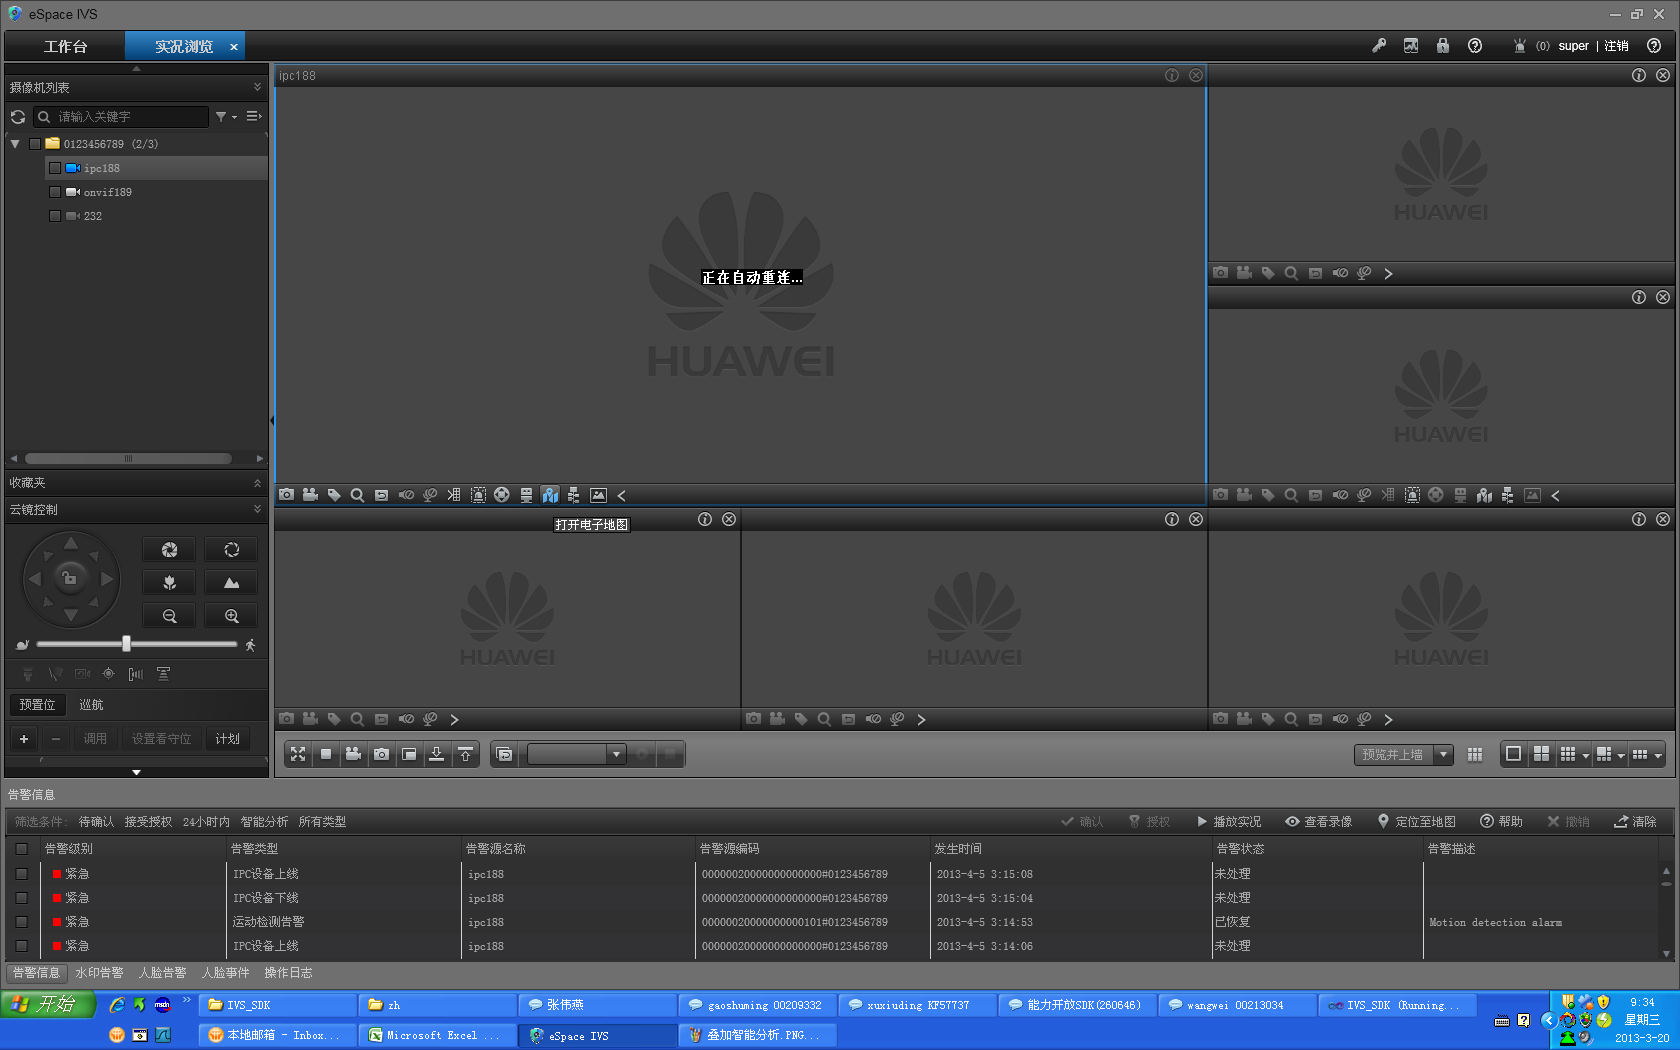 eSpace IVS
工作台
实况浏览
(0) super | 注销
摄像机列表
请输入关键字
0123456789 (2/3)
ipc188
onvif189
232
收藏夹
云镜控制
预置位
巡航
调用
设置看守位
计划
ipc188
正在自动重连...
HUAWEI
HUAWEI
HUAWEI
打开电子地图
HUAWEI
HUAWEI
HUAWEI
预览并上墙
告警信息
筛选条件: 待确认 接受授权 24小时内 智能分析 所有类型
确认 授权 播放实况 查看录像 定位至地图 帮助 撤销 清除
告警级别 告警类型 告警源名称 告警源编码 发生时间 告警状态 告警描述
紧急 IPC设备上线 ipc188 00000020000000000000#0123456789 2013-4-5 3:15:08 未处理
紧急 IPC设备下线 ipc188 00000020000000000000#0123456789 2013-4-5 3:15:04 未处理
紧急 运动检测告警 ipc188 00000020000000000101#0123456789 2013-4-5 3:14:53 已恢复 Motion detection alarm
紧急 IPC设备上线 ipc188 00000020000000000000#0123456789 2013-4-5 3:14:06 未处理
告警信息 水印告警 人脸告警 人脸事件 操作日志
开始
msdn
IVS_SDK
zh
张伟燕
gaoshuming 00209332
xuxiuding KF57737
能力开放SDK(260646)
wangwei 00213034
IVS_SDK (Running...
本地邮箱 - Inbox...
Microsoft Excel ...
eSpace IVS
叠加智能分析.PNG...
9:34
星期三
2013-3-20